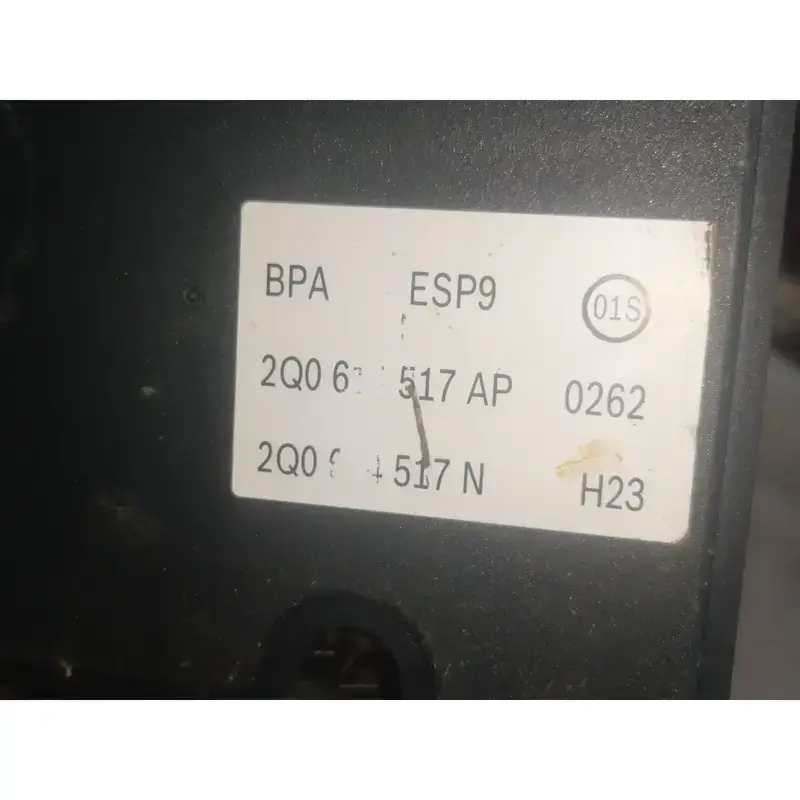 BPA ESP9 01S
2Q0 517 AP 0262
2Q0 517 N H23